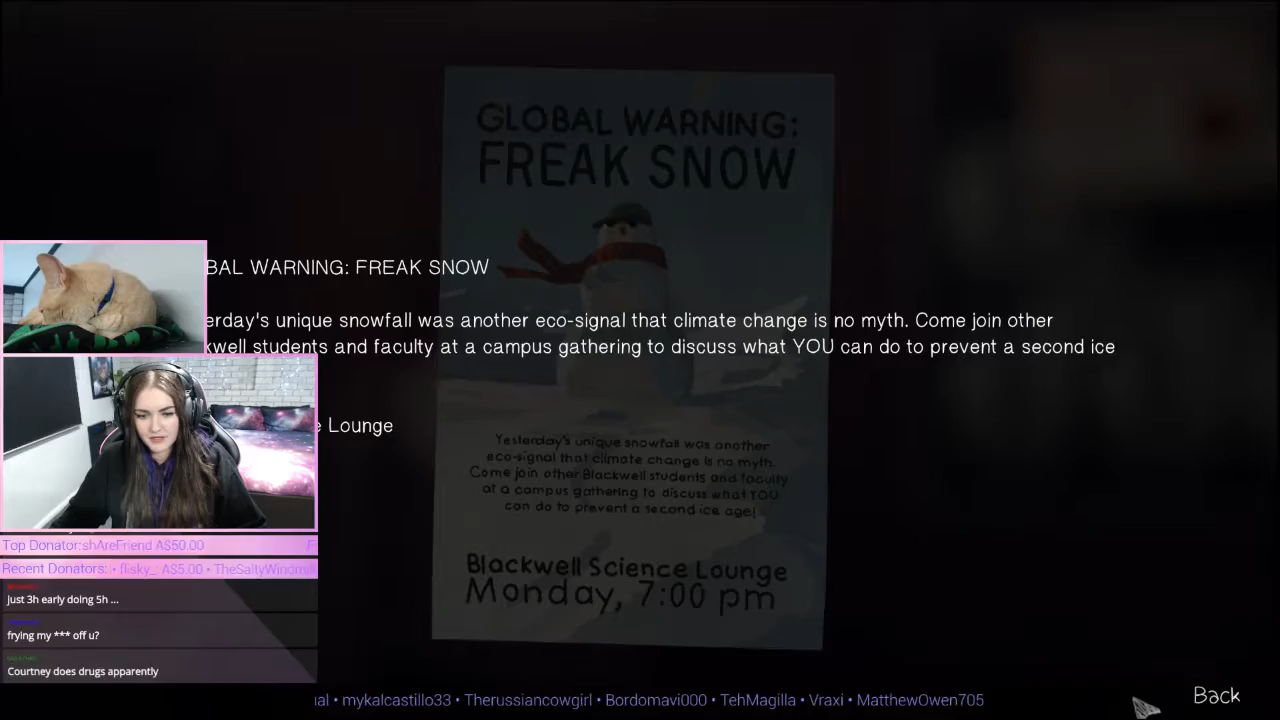 GLOBAL WARNING:
FREAK SNOW
BAL WARNING: FREAK SNOW
erday's unique snowfall was another eco-signal that climate change is no myth. Come join other
kwell students and faculty at a campus gathering to discuss what YOU can do to prevent a second ice
e Lounge
Yesterday's unique snowfall was another
eco-signal that climate change is no myth.
Come join other Blackwell students and faculty
at a campus gathering to discuss what YOU
can do to prevent a second ice age!
Blackwell Science Lounge
Monday, 7:00 pm
Top Donator:shAreFriend A$50.00 F
Recent Donators: • flisky_: A$5.00 • TheSaltyWindm
just 3h early doing 5h ...
frying my *** off u?
Courtney does drugs apparently
al • mykalcastillo33 • Therussiancowgirl • Bordomavi000 • TehMagilla • Vraxi • MatthewOwen705
Back